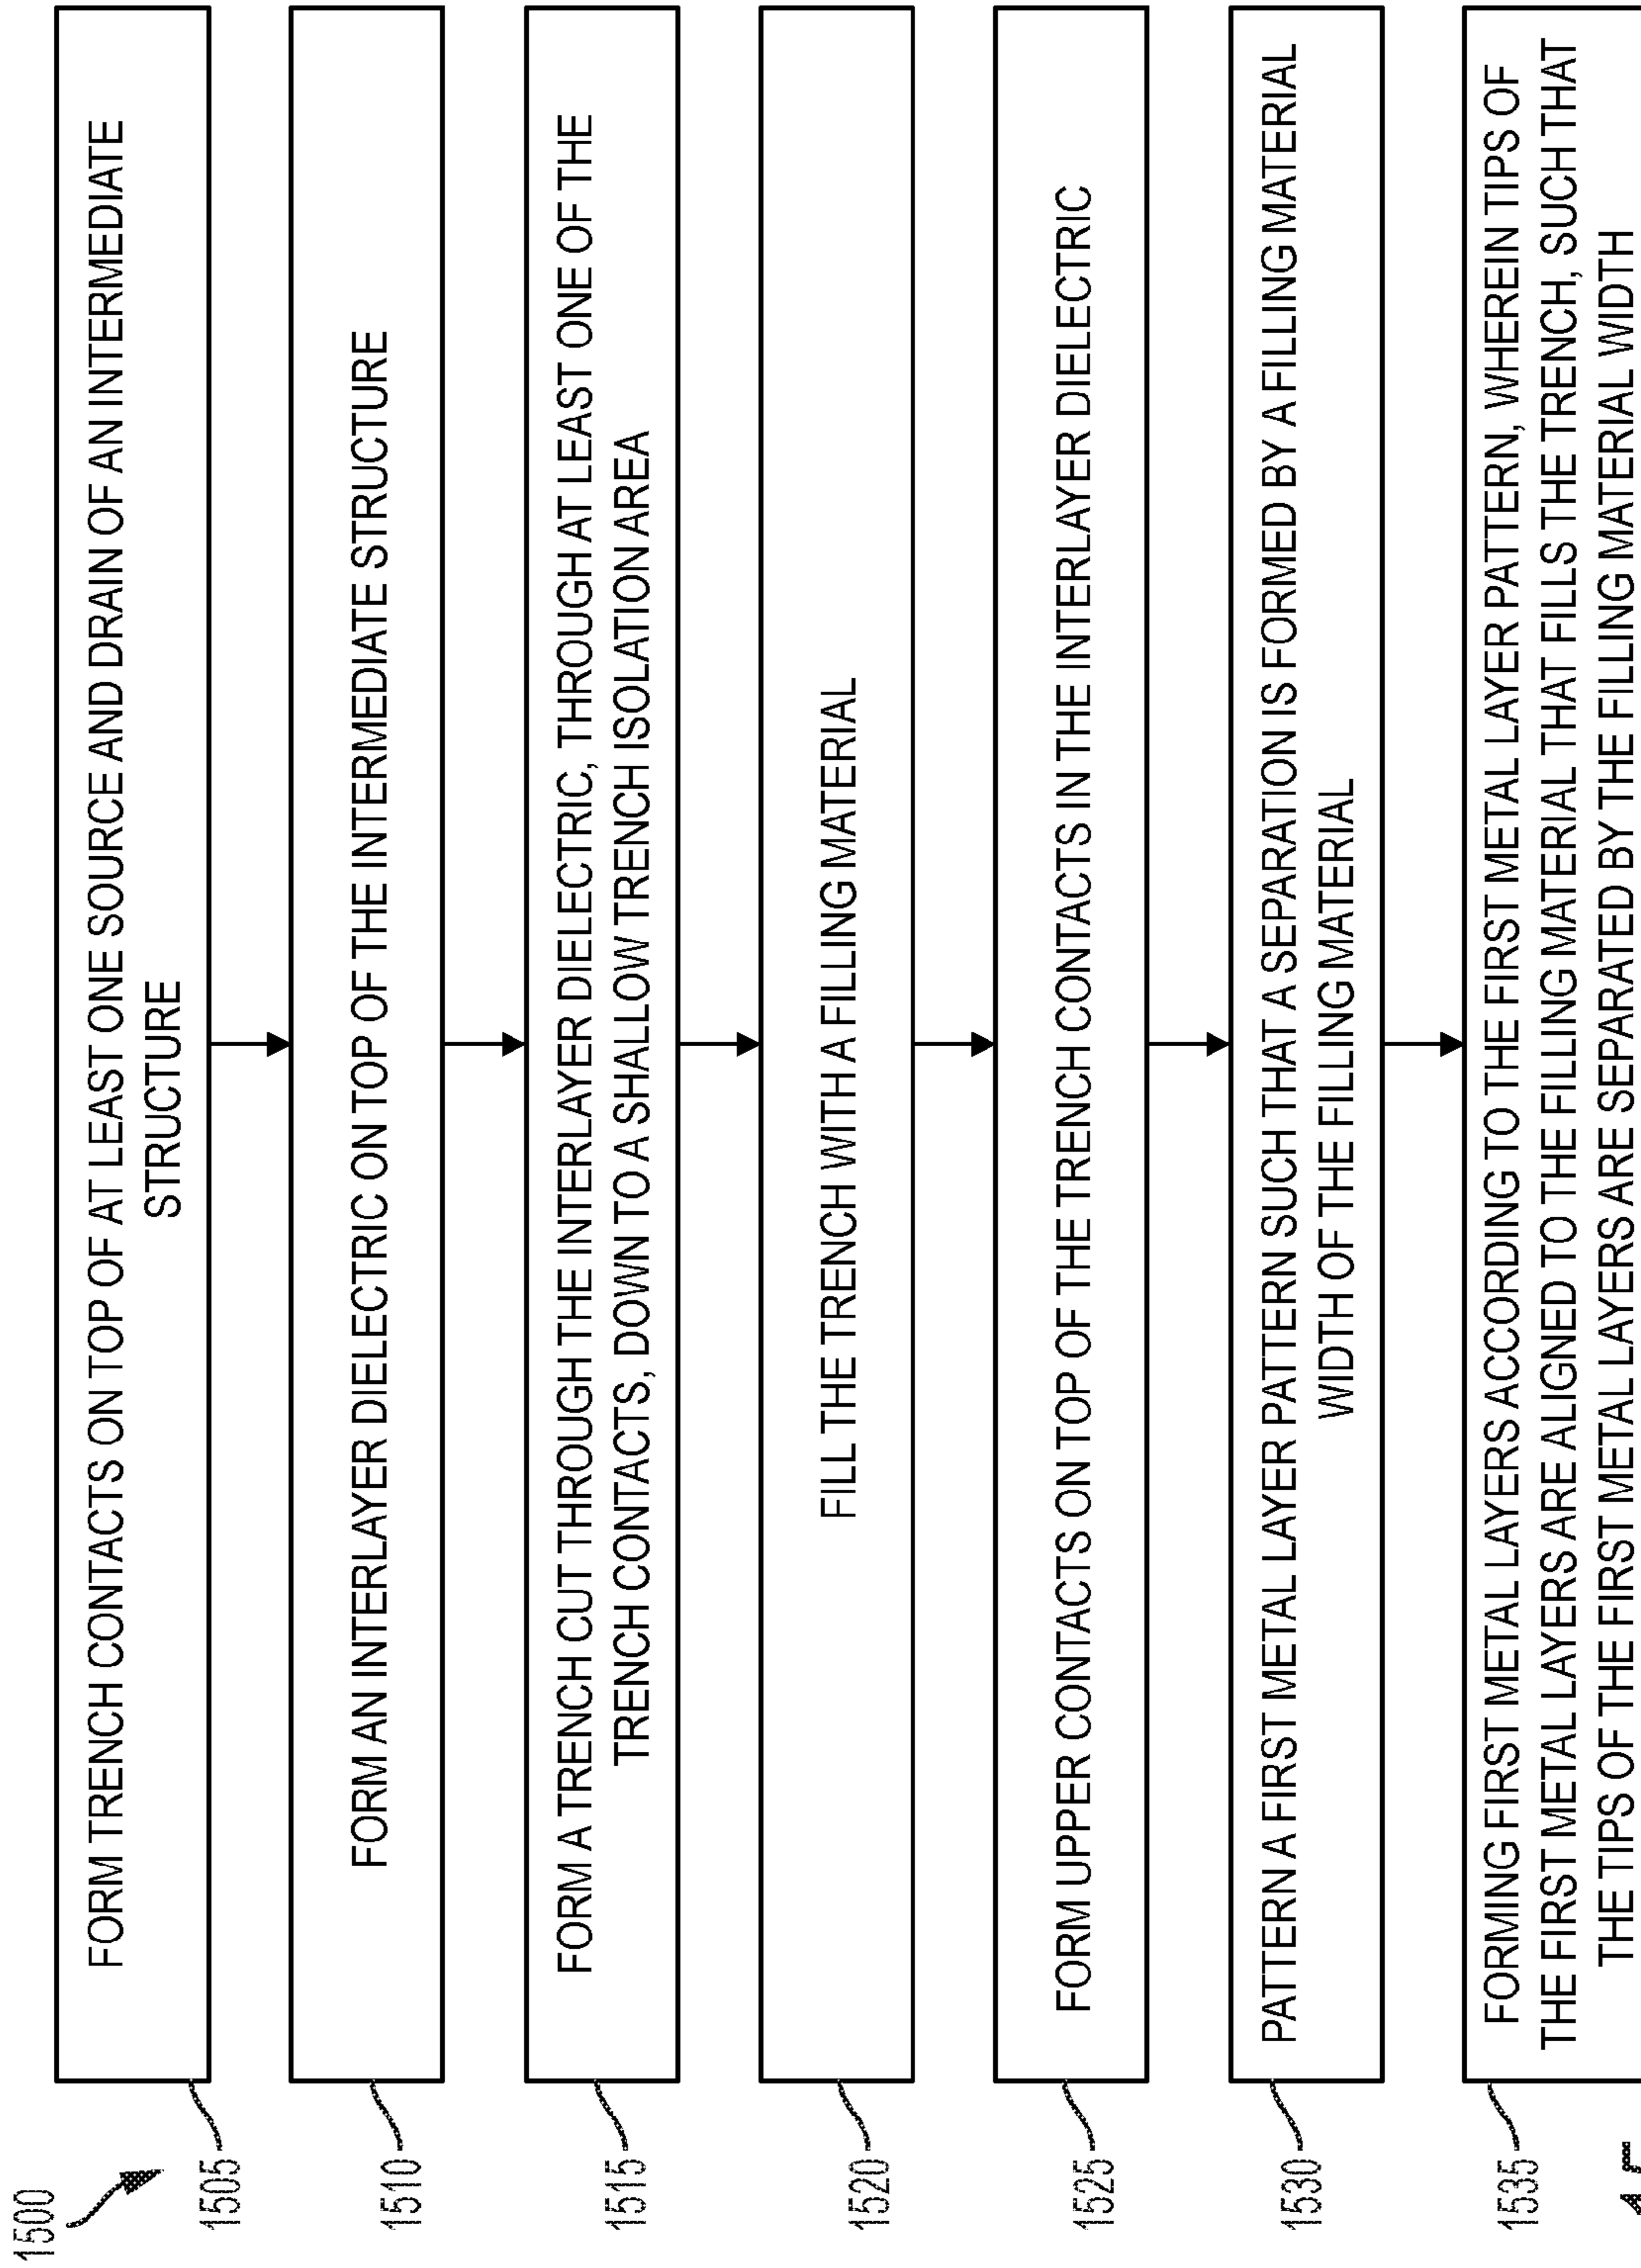 1500
1505
FORM TRENCH CONTACTS ON TOP OF AT LEAST ONE SOURCE AND DRAIN OF AN INTERMEDIATE
STRUCTURE
1510
FORM AN INTERLAYER DIELECTRIC ON TOP OF THE INTERMEDIATE STRUCTURE
1515
FORM A TRENCH CUT THROUGH THE INTERLAYER DIELECTRIC, THROUGH AT LEAST ONE OF THE
TRENCH CONTACTS, DOWN TO A SHALLOW TRENCH ISOLATION AREA
1520
FILL THE TRENCH WITH A FILLING MATERIAL
1525
FORM UPPER CONTACTS ON TOP OF THE TRENCH CONTACTS IN THE INTERLAYER DIELECTRIC
1530
PATTERN A FIRST METAL LAYER PATTERN SUCH THAT A SEPARATION IS FORMED BY A FILLING MATERIAL
WIDTH OF THE FILLING MATERIAL
1535
FORMING FIRST METAL LAYERS ACCORDING TO THE FIRST METAL LAYER PATTERN, WHEREIN TIPS OF
THE FIRST METAL LAYERS ARE ALIGNED TO THE FILLING MATERIAL THAT FILLS THE TRENCH, SUCH THAT
THE TIPS OF THE FIRST METAL LAYERS ARE SEPARATED BY THE FILLING MATERIAL WIDTH